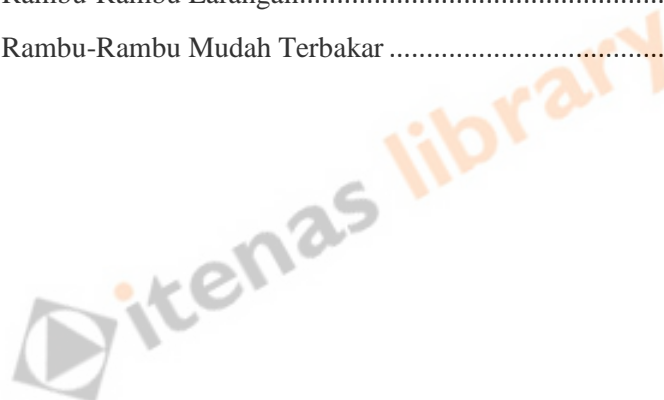 Rambu-Rambu Larangan..........................................................
Rambu-Rambu Mudah Terbakar ......................................
itenas library